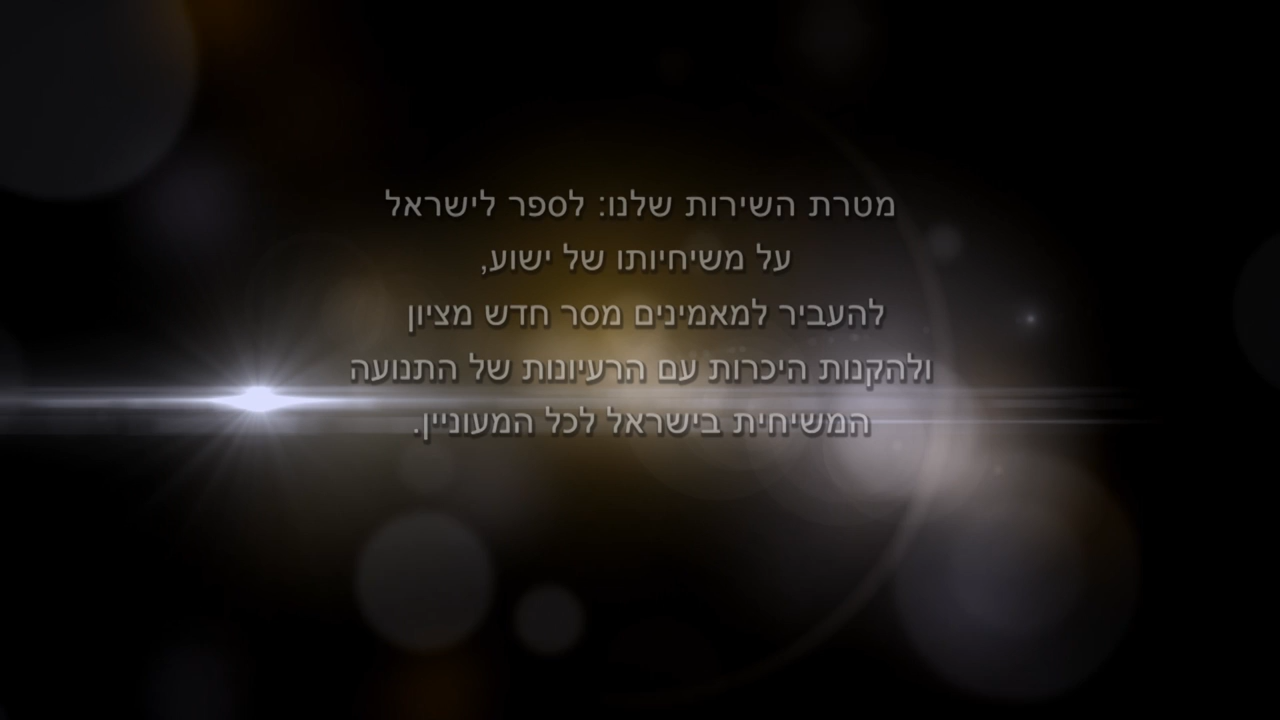 מטרת השירות שלנו: לספר לישראל
על משיחיותו של ישוע,
להעביר למאמינים מסר חדש מציון
ולהקנות היכרות עם הרעיונות של התנועה
המשיחית בישראל לכל המעוניין.